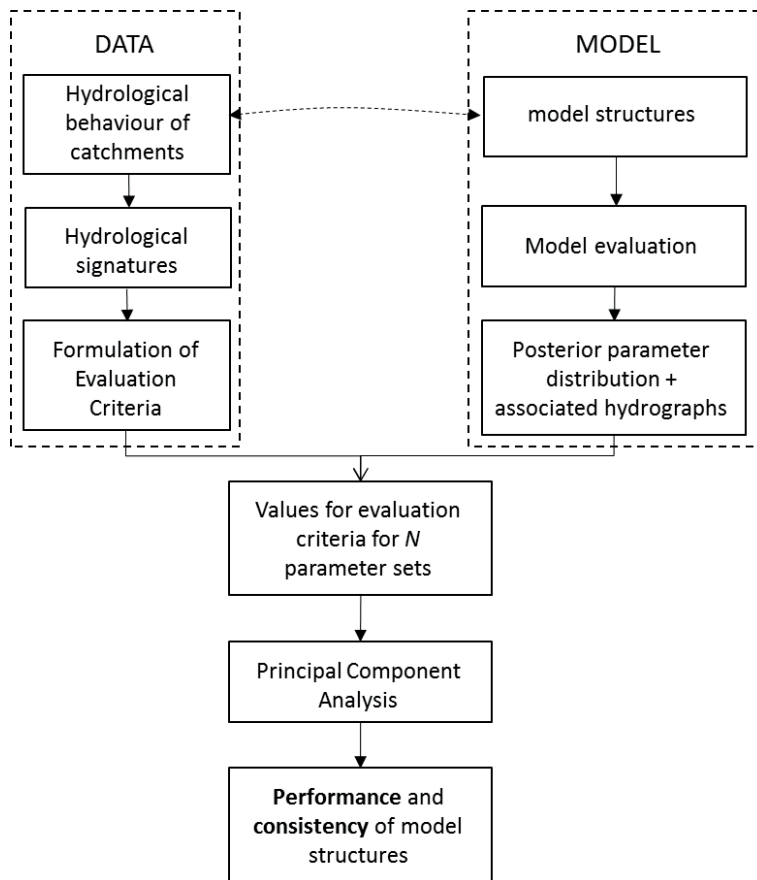 DATA
Hydrological
behaviour of
catchments
Hydrological
signatures
Formulation of
Evaluation
Criteria
MODEL
model structures
Model evaluation
Posterior parameter
distribution +
associated hydrographs
Values for evaluation
criteria for N
parameter sets
Principal Component
Analysis
Performance and
consistency of model
structures